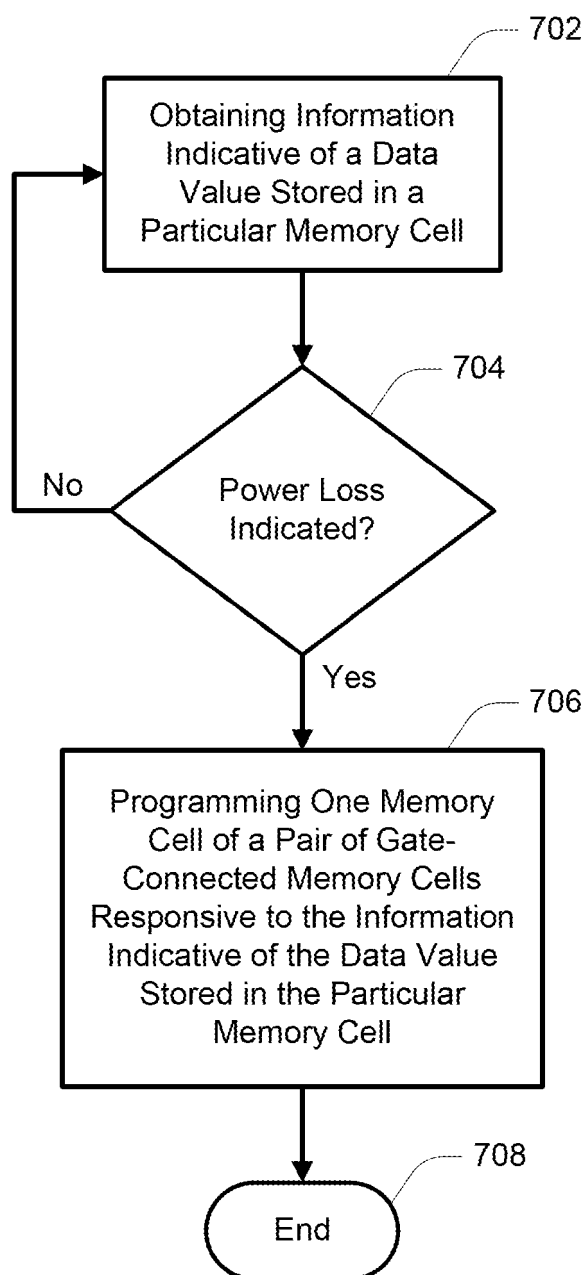 702
Obtaining Information
Indicative of a Data
Value Stored in a
Particular Memory Cell
704
No
Power Loss
Indicated?
Yes
706
Programming One Memory
Cell of a Pair of Gate-
Connected Memory Cells
Responsive to the Information
Indicative of the Data Value
Stored in the Particular
Memory Cell
708
End